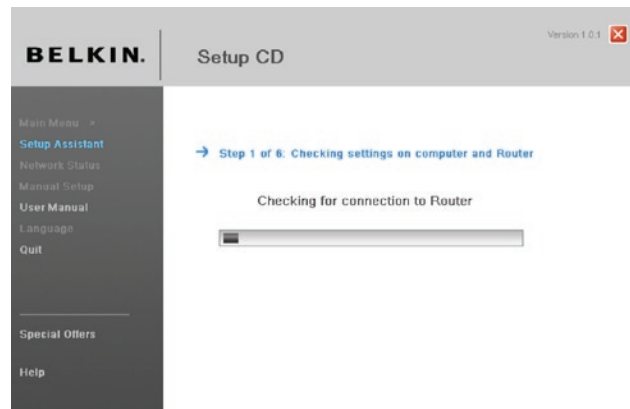 BELKIN.
Setup CD
Version 1.0.1
Main Menu >
Setup Assistant
Network Status
Manual Setup
User Manual
Language
Quit
Special Offers
Help
Step 1 of 6: Checking settings on computer and Router
Checking for connection to Router